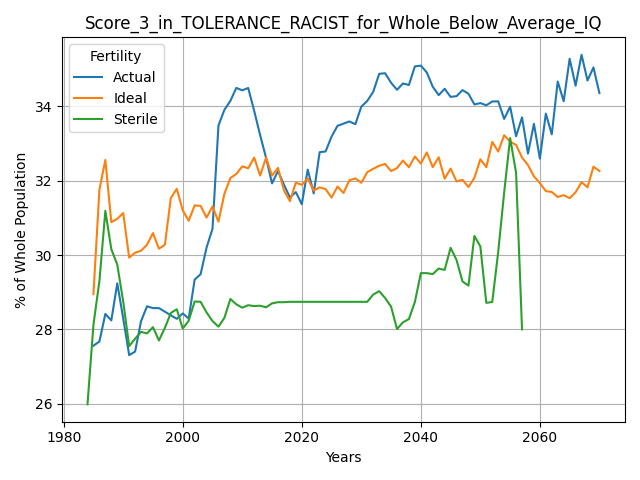 Score_3_in_TOLERANCE_RACIST_for_Whole_Below_Average_IQ
Fertility
Actual
Ideal
Sterile
% of Whole Population
34
32
30
28
26
1980
2000
2020
2040
2060
Years